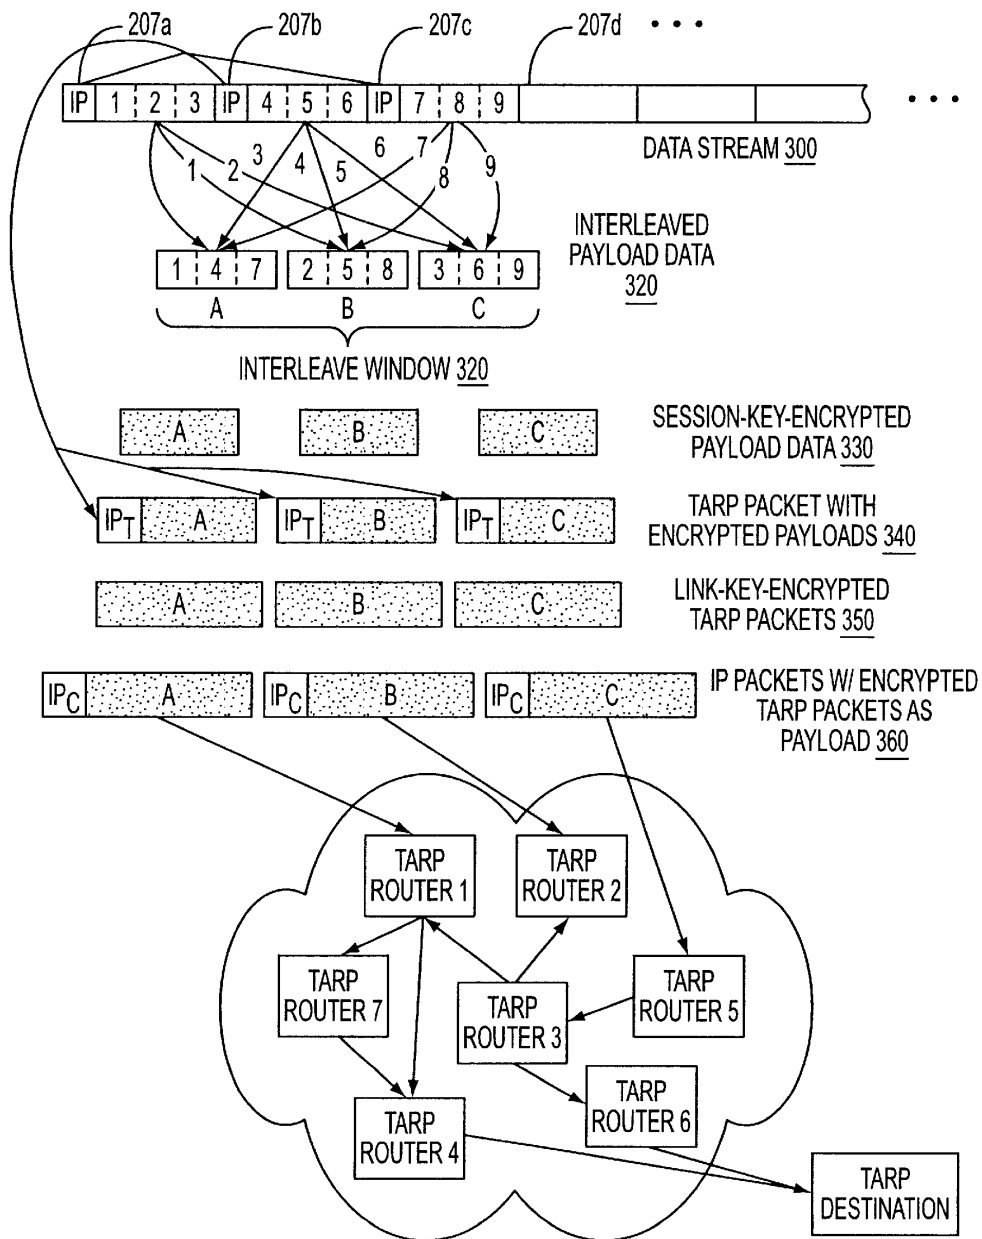 207a 207b 207c 207d • • •
IP 1 2 3 IP 4 5 6 IP 7 8 9 • • •
DATA STREAM 300
1 2 3 4 5 6 7 8 9
INTERLEAVED
PAYLOAD DATA
320
1 4 7 2 5 8 3 6 9
A B C
INTERLEAVE WINDOW 320
A B C
SESSION-KEY-ENCRYPTED
PAYLOAD DATA 330
IPT A IPT B IPT C
TARP PACKET WITH
ENCRYPTED PAYLOADS 340
A B C
LINK-KEY-ENCRYPTED
TARP PACKETS 350
IPC A IPC B IPC C
IP PACKETS W/ ENCRYPTED
TARP PACKETS AS
PAYLOAD 360
TARP
ROUTER 1
TARP
ROUTER 2
TARP
ROUTER 7
TARP
ROUTER 3
TARP
ROUTER 5
TARP
ROUTER 6
TARP
ROUTER 4
TARP
DESTINATION